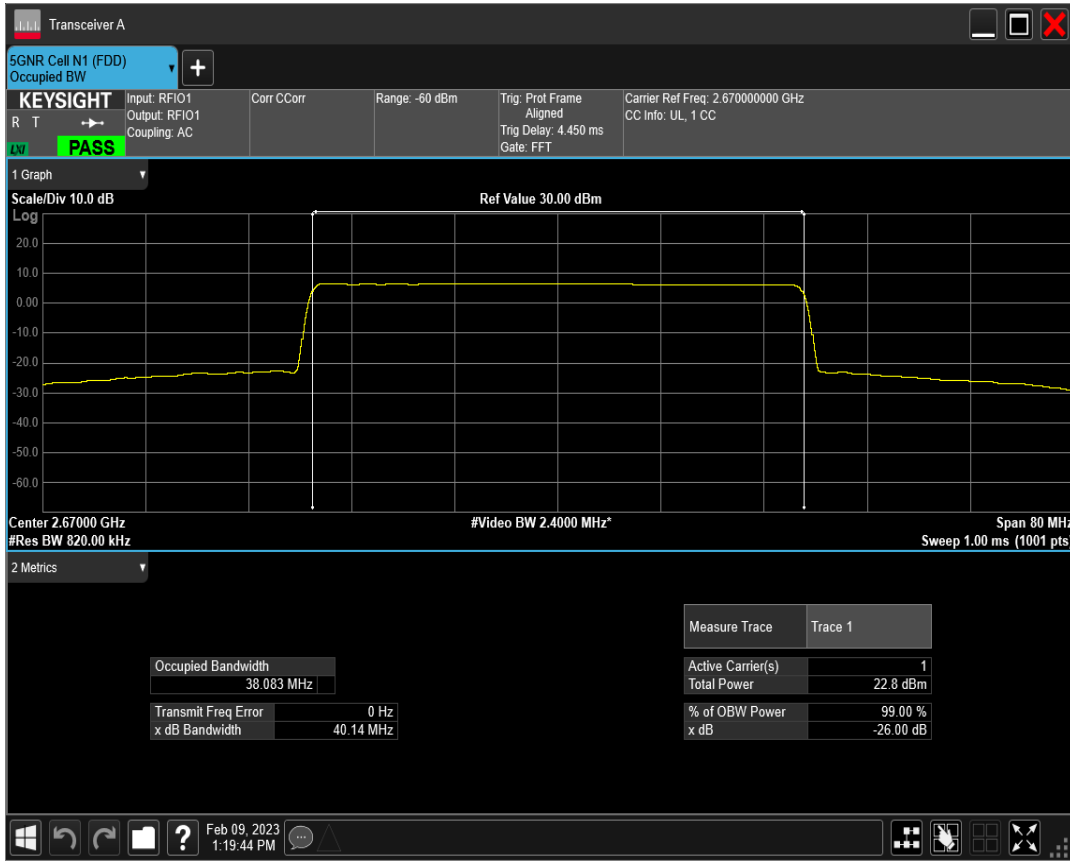 Transceiver A
5GNR Cell N1 (FDD)
Occupied BW
+
KEYSIGHT
R T
LXI
PASS
Input: RFIO1
Output: RFIO1
Coupling: AC
Corr CCorr
Range: -60 dBm
Trig: Prot Frame
Aligned
Trig Delay: 4.450 ms
Gate: FFT
Carrier Ref Freq: 2.670000000 GHz
CC Info: UL, 1 CC
1 Graph
Scale/Div 10.0 dB
Ref Value 30.00 dBm
Log
20.0
10.0
0.00
-10.0
-20.0
-30.0
-40.0
-50.0
-60.0
Center 2.67000 GHz
#Video BW 2.4000 MHz*
Span 80 MHz
#Res BW 820.00 kHz
Sweep 1.00 ms (1001 pts)
2 Metrics
Measure Trace Trace 1
Occupied Bandwidth
38.083 MHz
Transmit Freq Error 0 Hz
x dB Bandwidth 40.14 MHz
Active Carrier(s) 1
Total Power 22.8 dBm
% of OBW Power 99.00 %
x dB -26.00 dB
?
Feb 09, 2023
1:19:44 PM